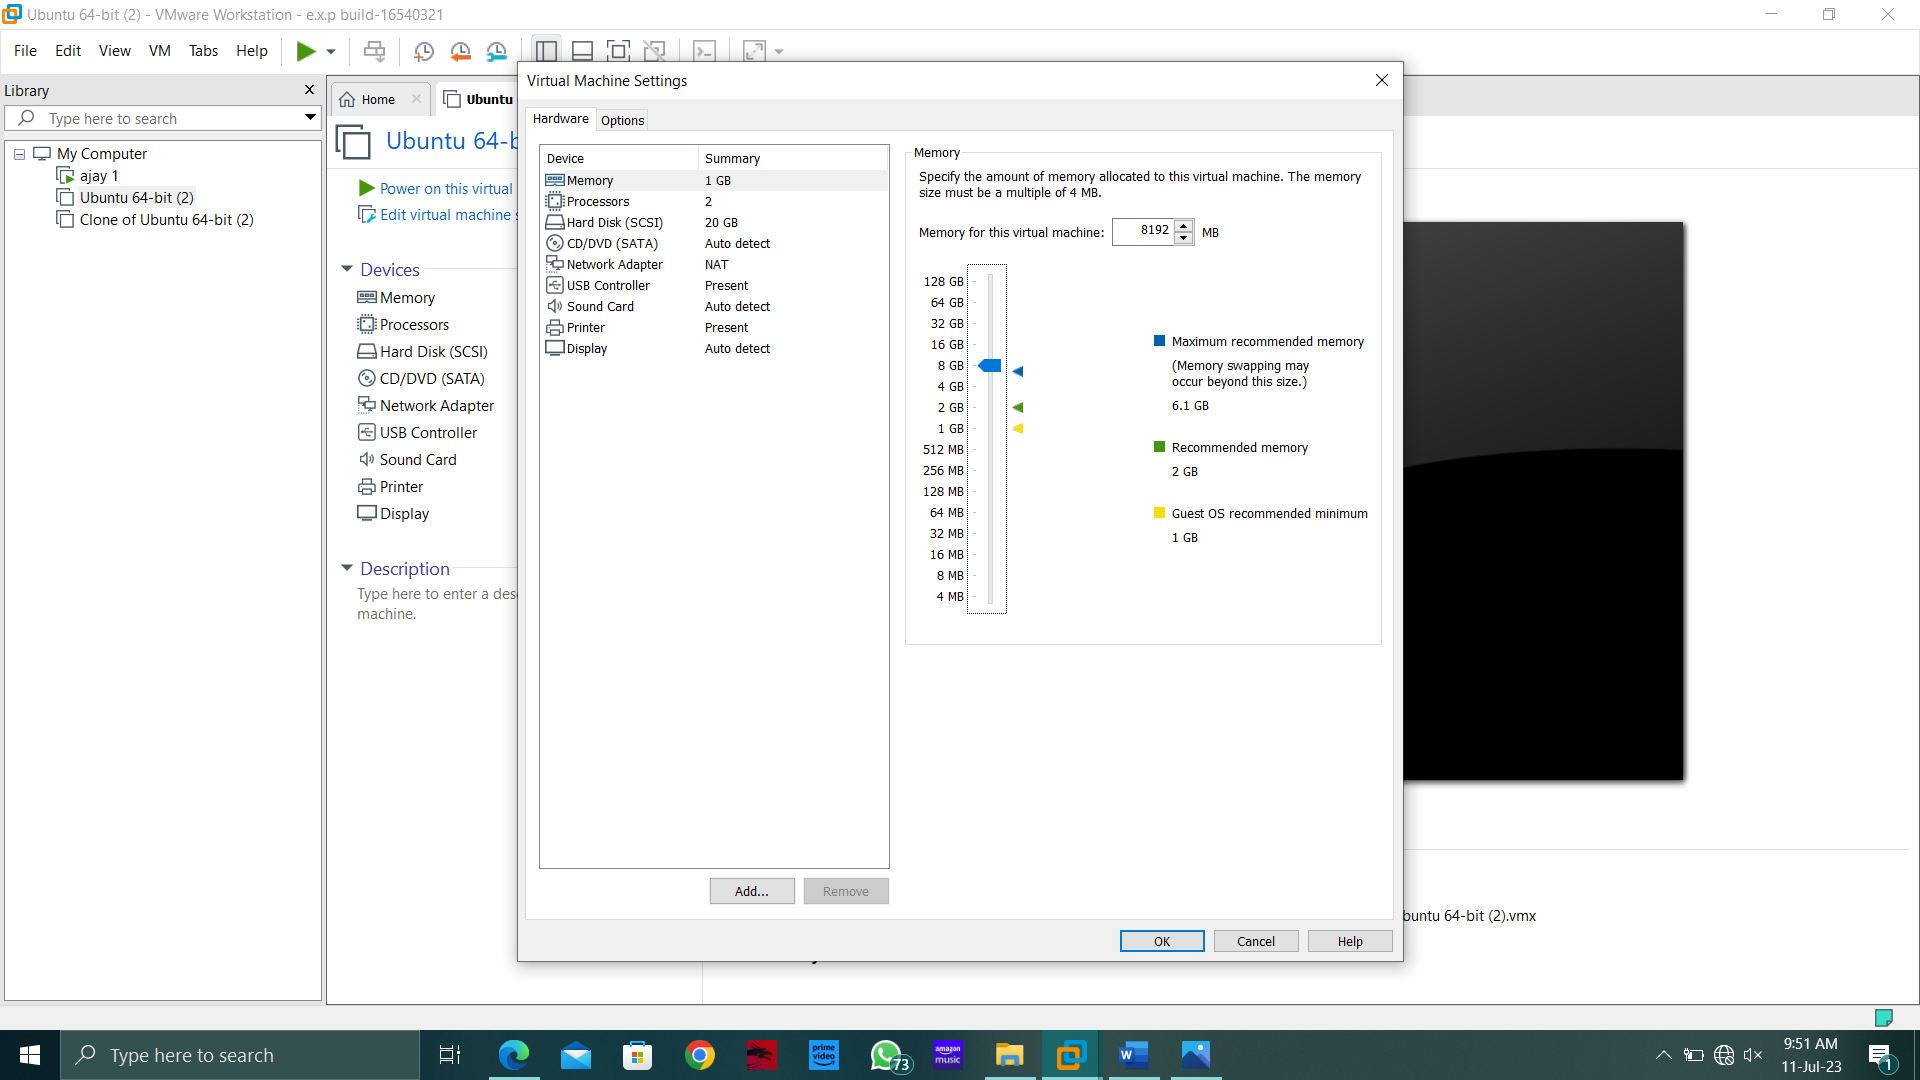 Ubuntu 64-bit (2) - VMware Workstation - e.x.p build-16540321
File Edit View VM Tabs Help
Library
Type here to search
My Computer
ajay 1
Ubuntu 64-bit (2)
Clone of Ubuntu 64-bit (2)
Home
Ubuntu
Ubuntu 64-b
Power on this virtual
Edit virtual machine s
Devices
Memory
Processors
Hard Disk (SCSI)
CD/DVD (SATA)
Network Adapter
USB Controller
Sound Card
Printer
Display
Description
Type here to enter a des
machine.
Virtual Machine Settings
Hardware Options
Device Summary
Memory 1 GB
Processors 2
Hard Disk (SCSI) 20 GB
CD/DVD (SATA) Auto detect
Network Adapter NAT
USB Controller Present
Sound Card Auto detect
Printer Present
Display Auto detect
Add... Remove
Memory
Specify the amount of memory allocated to this virtual machine. The memory
size must be a multiple of 4 MB.
Memory for this virtual machine: 8192 MB
128 GB
64 GB
32 GB
16 GB
8 GB
4 GB
2 GB
1 GB
512 MB
256 MB
128 MB
64 MB
32 MB
16 MB
8 MB
4 MB
Maximum recommended memory
(Memory swapping may
occur beyond this size.)
6.1 GB
Recommended memory
2 GB
Guest OS recommended minimum
1 GB
OK Cancel Help
buntu 64-bit (2).vmx
Type here to search
prime video
73
amazon music
W
9:51 AM
11-Jul-23
1